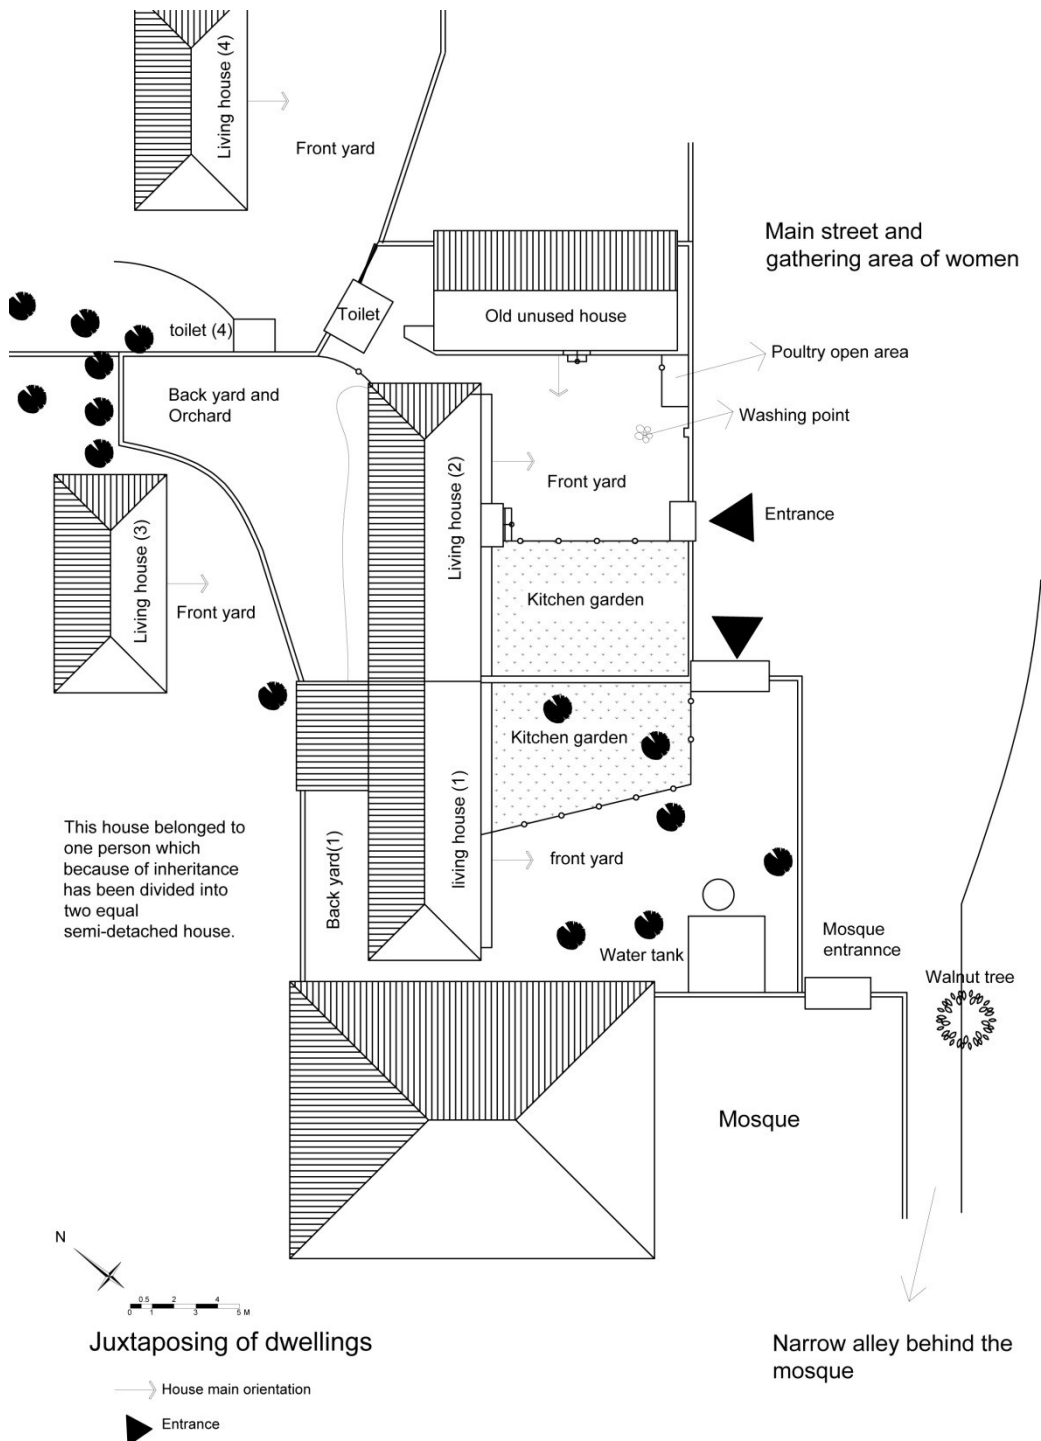 Living house (4)
Front yard
Main street and
gathering area of women
toilet (4)
Toilet
Old unused house
Poultry open area
Back yard and
Orchard
Washing point
Living house (2)
Front yard
Entrance
Living house (3)
Front yard
Kitchen garden
Kitchen garden
This house belonged to
one person which
because of inheritance
has been divided into
two equal
semi-detached house.
Back yard(1)
living house (1)
front yard
Water tank
Mosque
entrannce
Walnut tree
Mosque
N
0.5 2 4
0 1 3 5 M
Juxtaposing of dwellings
House main orientation
Entrance
Narrow alley behind the
mosque